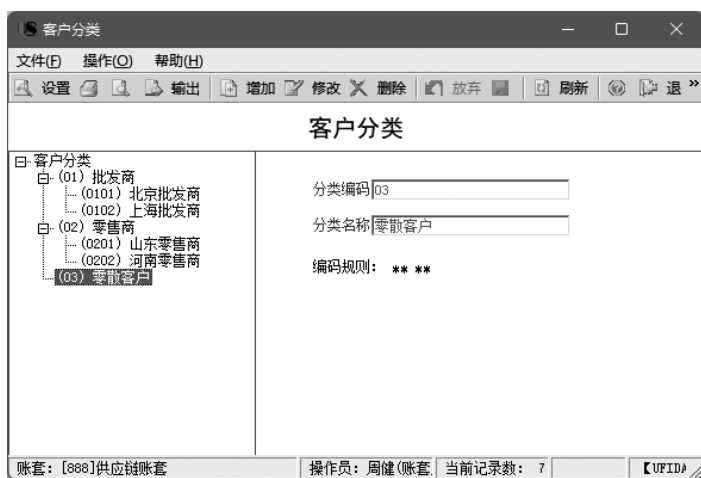 客户分类
文件(F) 操作(O) 帮助(H)
设置 输出 增加 修改 删除 放弃 刷新 退 »
客户分类
客户分类
(01) 批发商
(0101) 北京批发商
(0102) 上海批发商
(02) 零售商
(0201) 山东零售商
(0202) 河南零售商
(03) 零散客户
分类编码 03
分类名称 零散客户
编码规则: ** **
账套: [888]供应链账套 操作员: 周健(账套 当前记录数: 7 【UFIDA